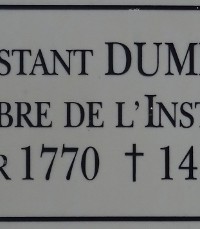 STANT DUM
BRE DE L'INST
R 1770 † 14